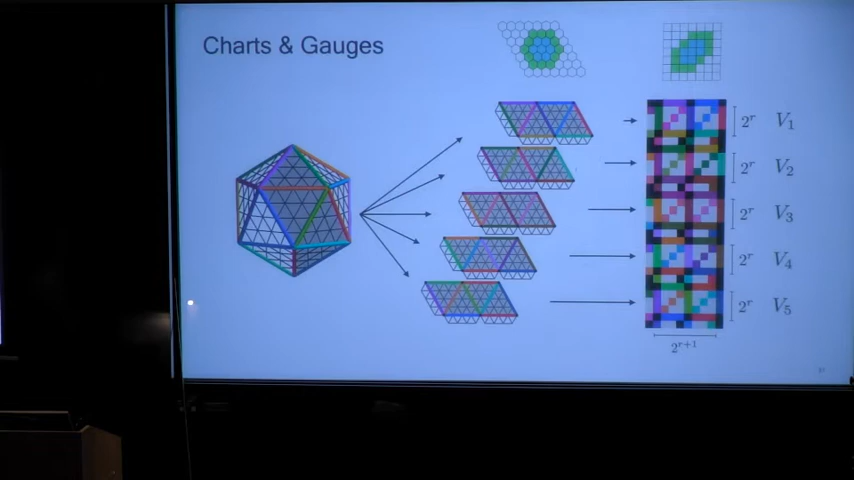 Charts & Gauges
2^r V_1
2^r V_2
2^r V_3
2^r V_4
2^r V_5
2^{r+1}